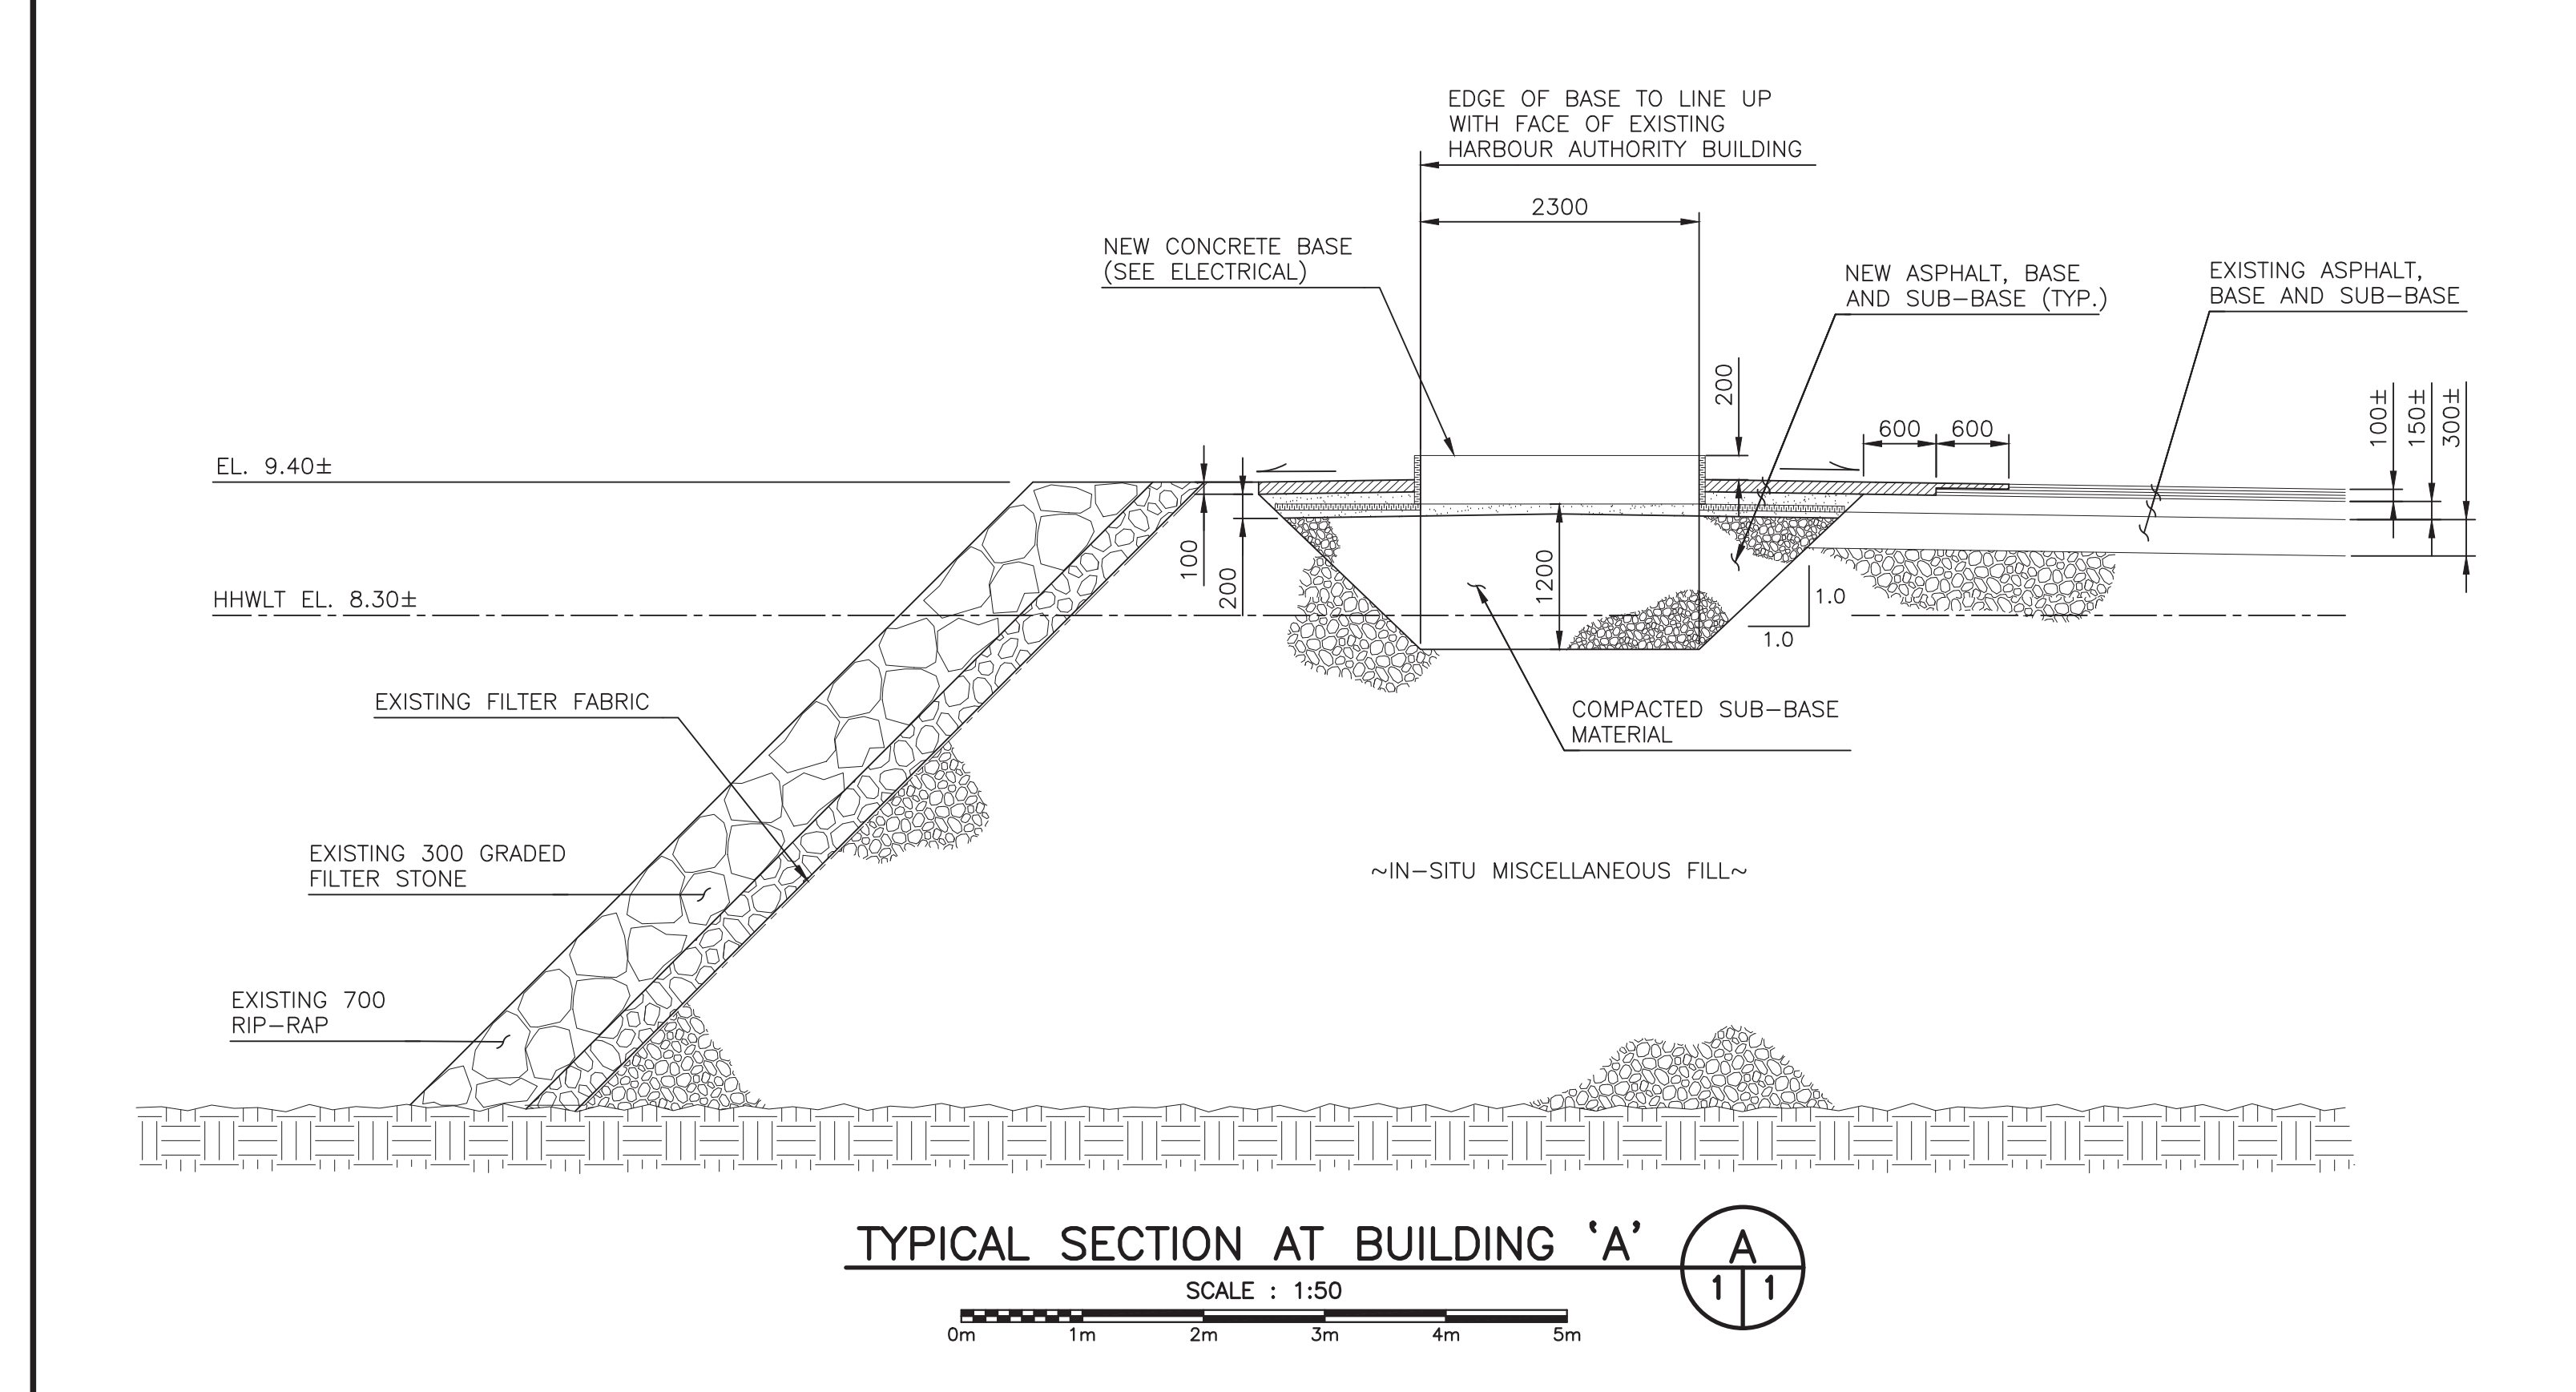 EDGE OF BASE TO LINE UP
WITH FACE OF EXISTING
HARBOUR AUTHORITY BUILDING
2300
NEW CONCRETE BASE
(SEE ELECTRICAL)
NEW ASPHALT, BASE
AND SUB-BASE (TYP.)
EXISTING ASPHALT,
BASE AND SUB-BASE
200
600
600
100±
150±
300±
EL. 9.40±
100
200
1200
HHWLT EL. 8.30±
1.0
1.0
EXISTING FILTER FABRIC
COMPACTED SUB-BASE
MATERIAL
EXISTING 300 GRADED
FILTER STONE
~IN-SITU MISCELLANEOUS FILL~
EXISTING 700
RIP-RAP
TYPICAL SECTION AT BUILDING 'A'
A
1
1
SCALE : 1:50
0m
1m
2m
3m
4m
5m